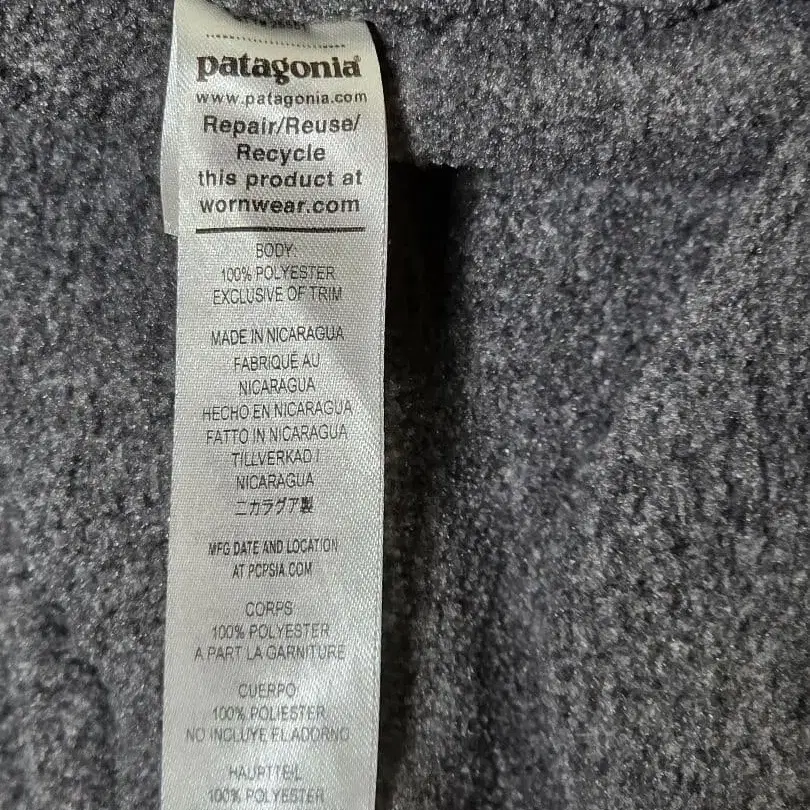 patagonia®
www.patagonia.com
Repair/Reuse/
Recycle
this product at
wornwear.com
BODY:
100% POLYESTER
EXCLUSIVE OF TRIM
MADE IN NICARAGUA
FABRIQUÉ AU
NICARAGUA
HECHO EN NICARAGUA
FATTO IN NICARAGUA
TILLVERKAD I
NICARAGUA
ニカラグア製
MFG DATE AND LOCATION
AT PCPSIA.COM
CORPS
100% POLYESTER
A PART LA GARNITURE
CUERPO
100% POLIESTER
NO INCLUYE EL ADORNO
HAUPTTEIL
100% POLYESTER